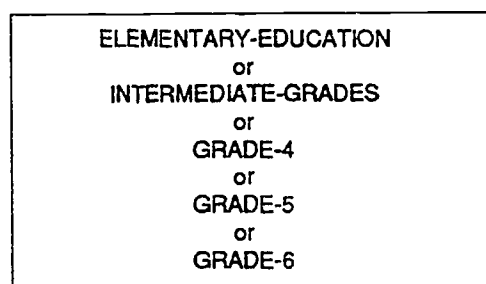 ELEMENTARY-EDUCATION
or
INTERMEDIATE-GRADES
or
GRADE-4
or
GRADE-5
or
GRADE-6